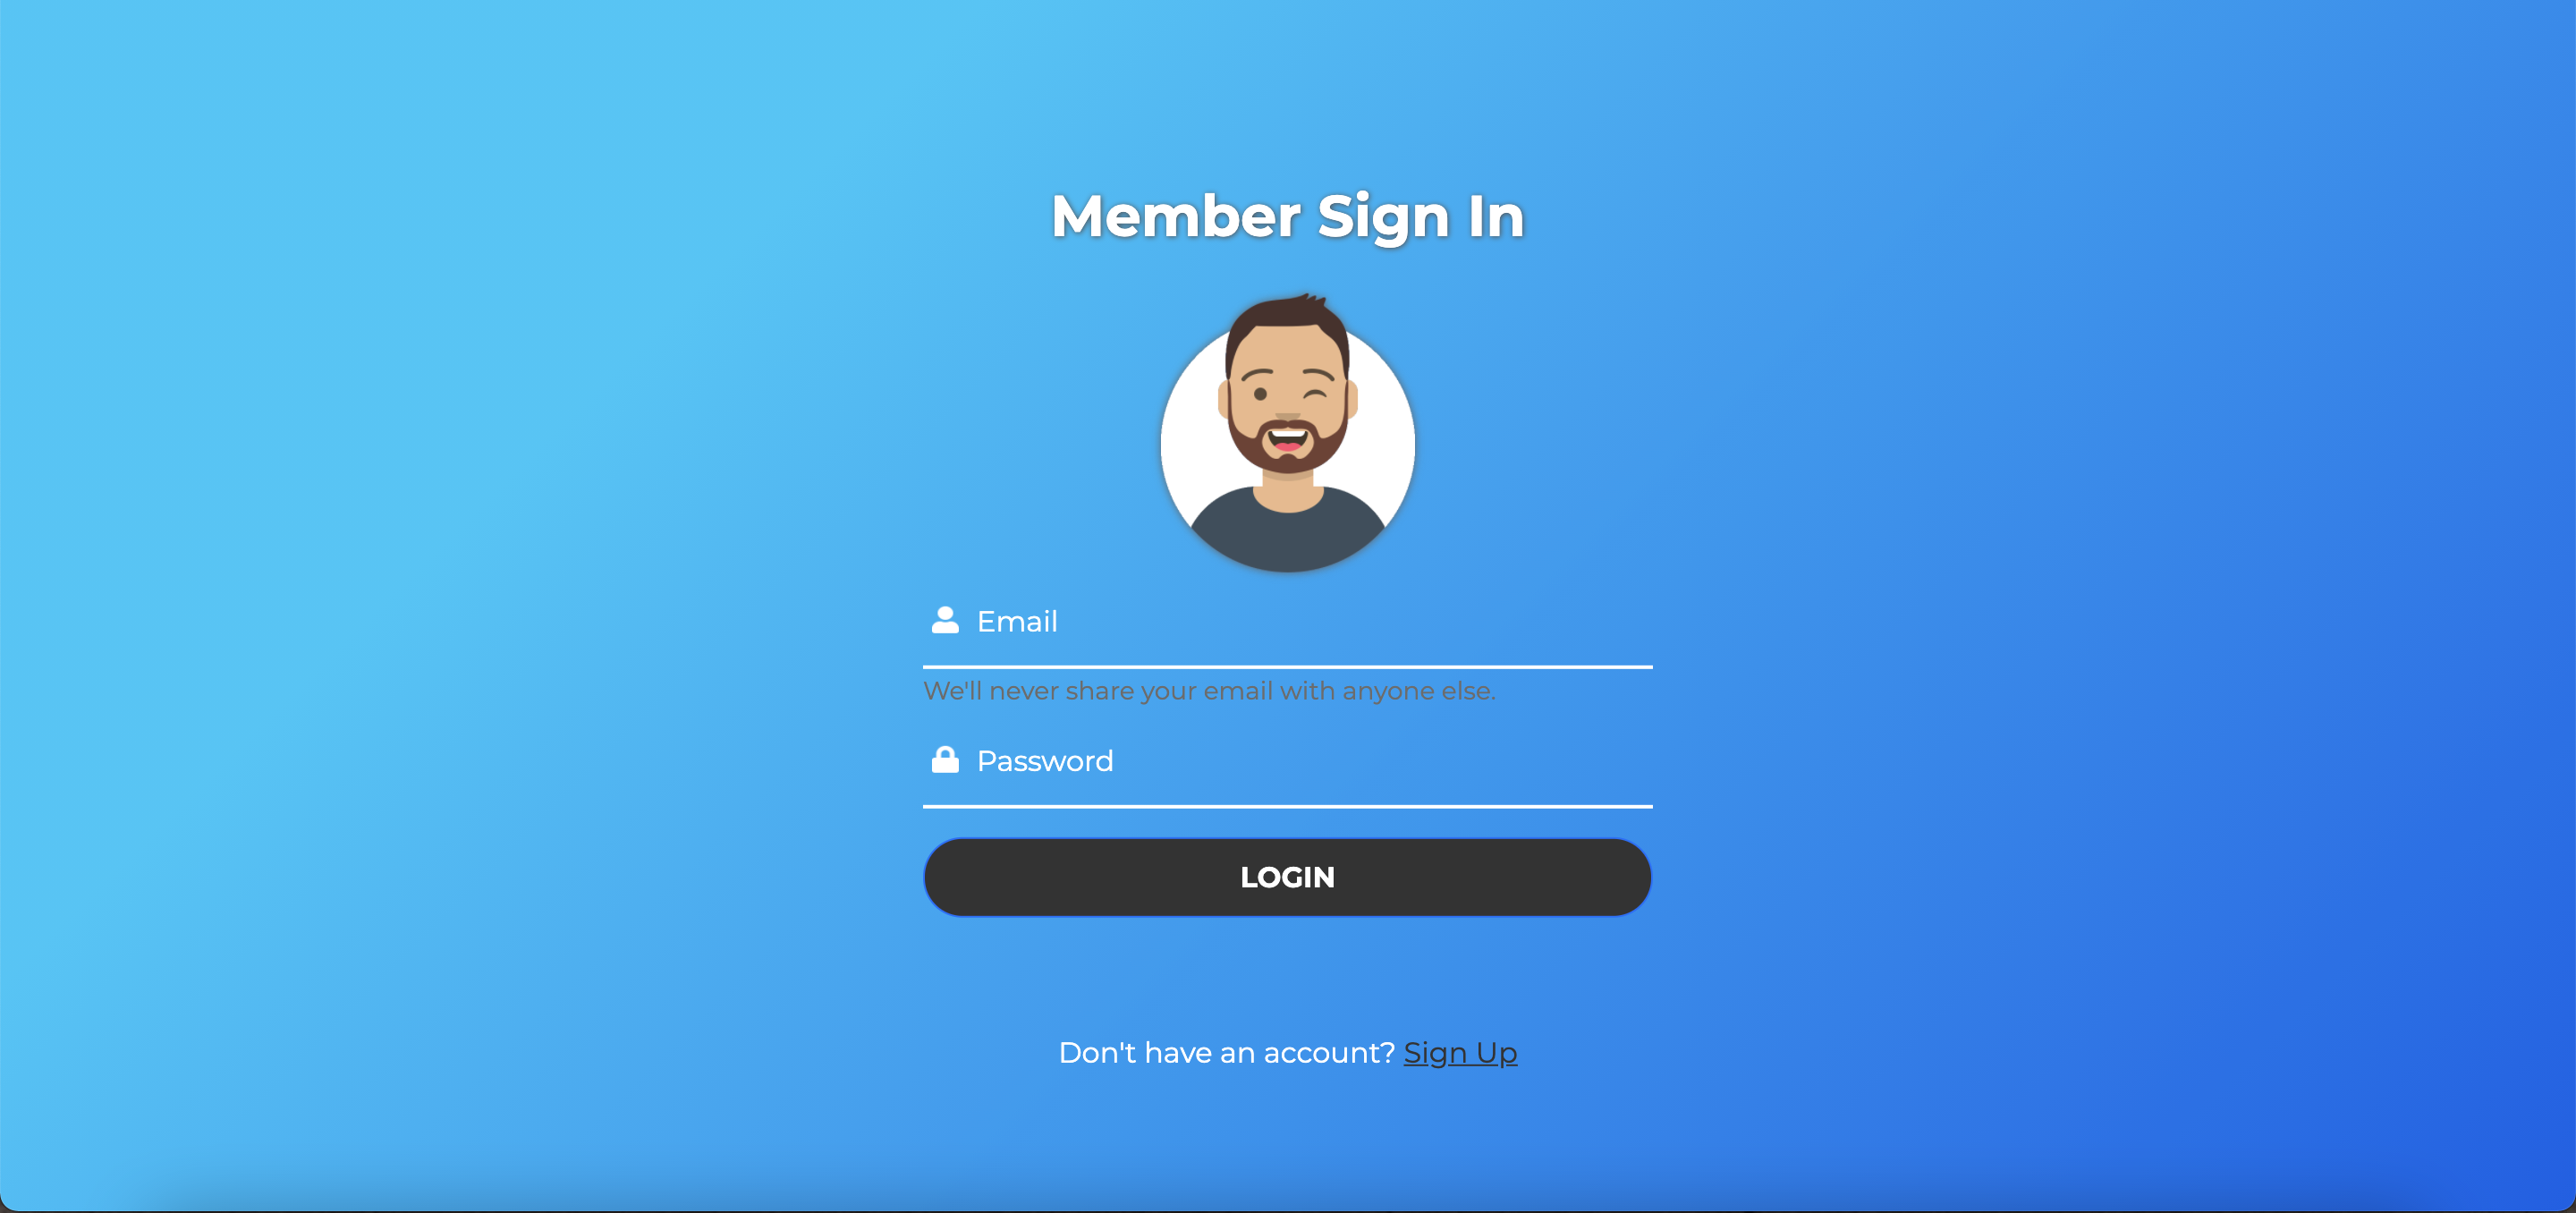 Member Sign In
Email
We'll never share your email with anyone else.
Password
LOGIN
Don't have an account? Sign Up